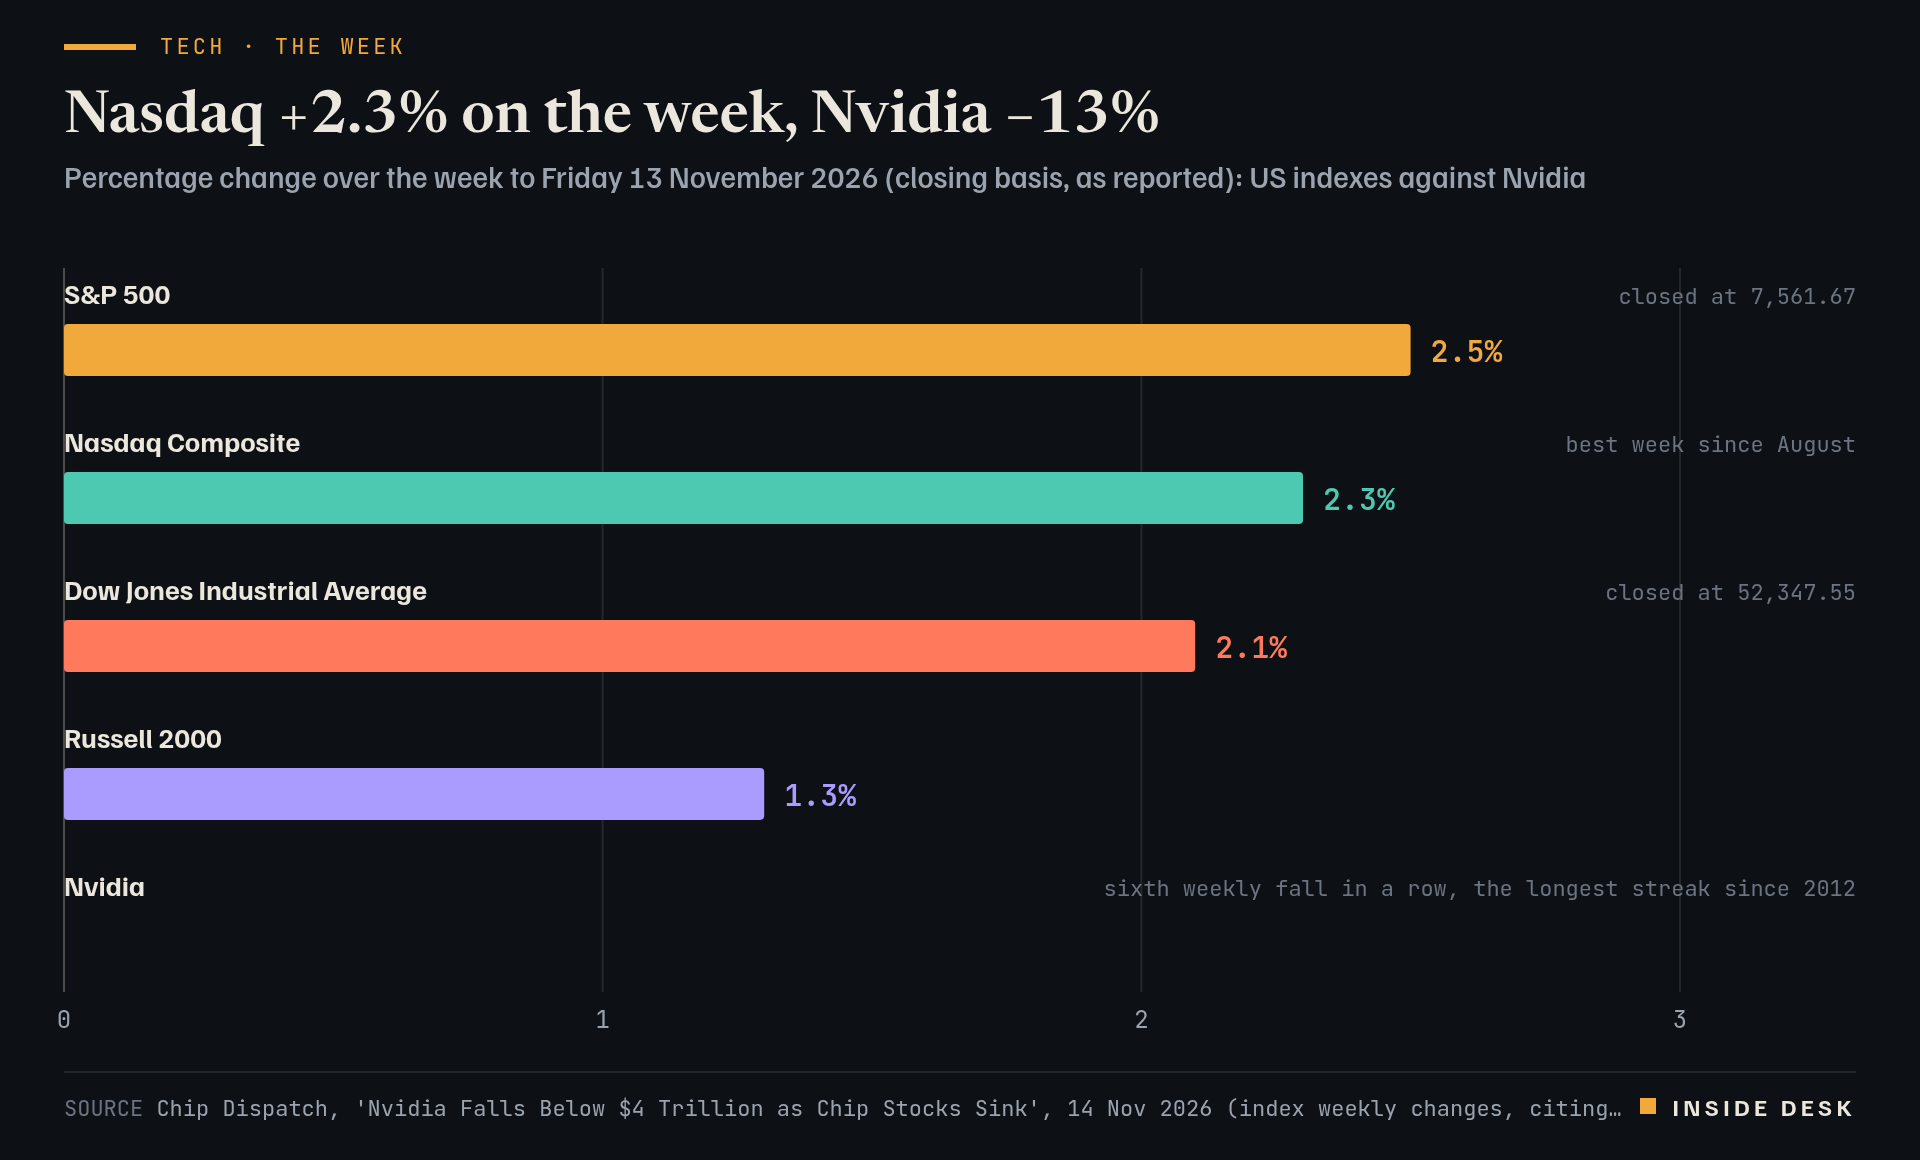 TECH · THE WEEK
Nasdaq +2.3% on the week, Nvidia −13%
Percentage change over the week to Friday 13 November 2026 (closing basis, as reported): US indexes against Nvidia
S&P 500 closed at 7,561.67
2.5%
Nasdaq Composite best week since August
2.3%
Dow Jones Industrial Average closed at 52,347.55
2.1%
Russell 2000
1.3%
Nvidia sixth weekly fall in a row, the longest streak since 2012
0 1 2 3
SOURCE Chip Dispatch, 'Nvidia Falls Below $4 Trillion as Chip Stocks Sink', 14 Nov 2026 (index weekly changes, citing… INSIDE DESK